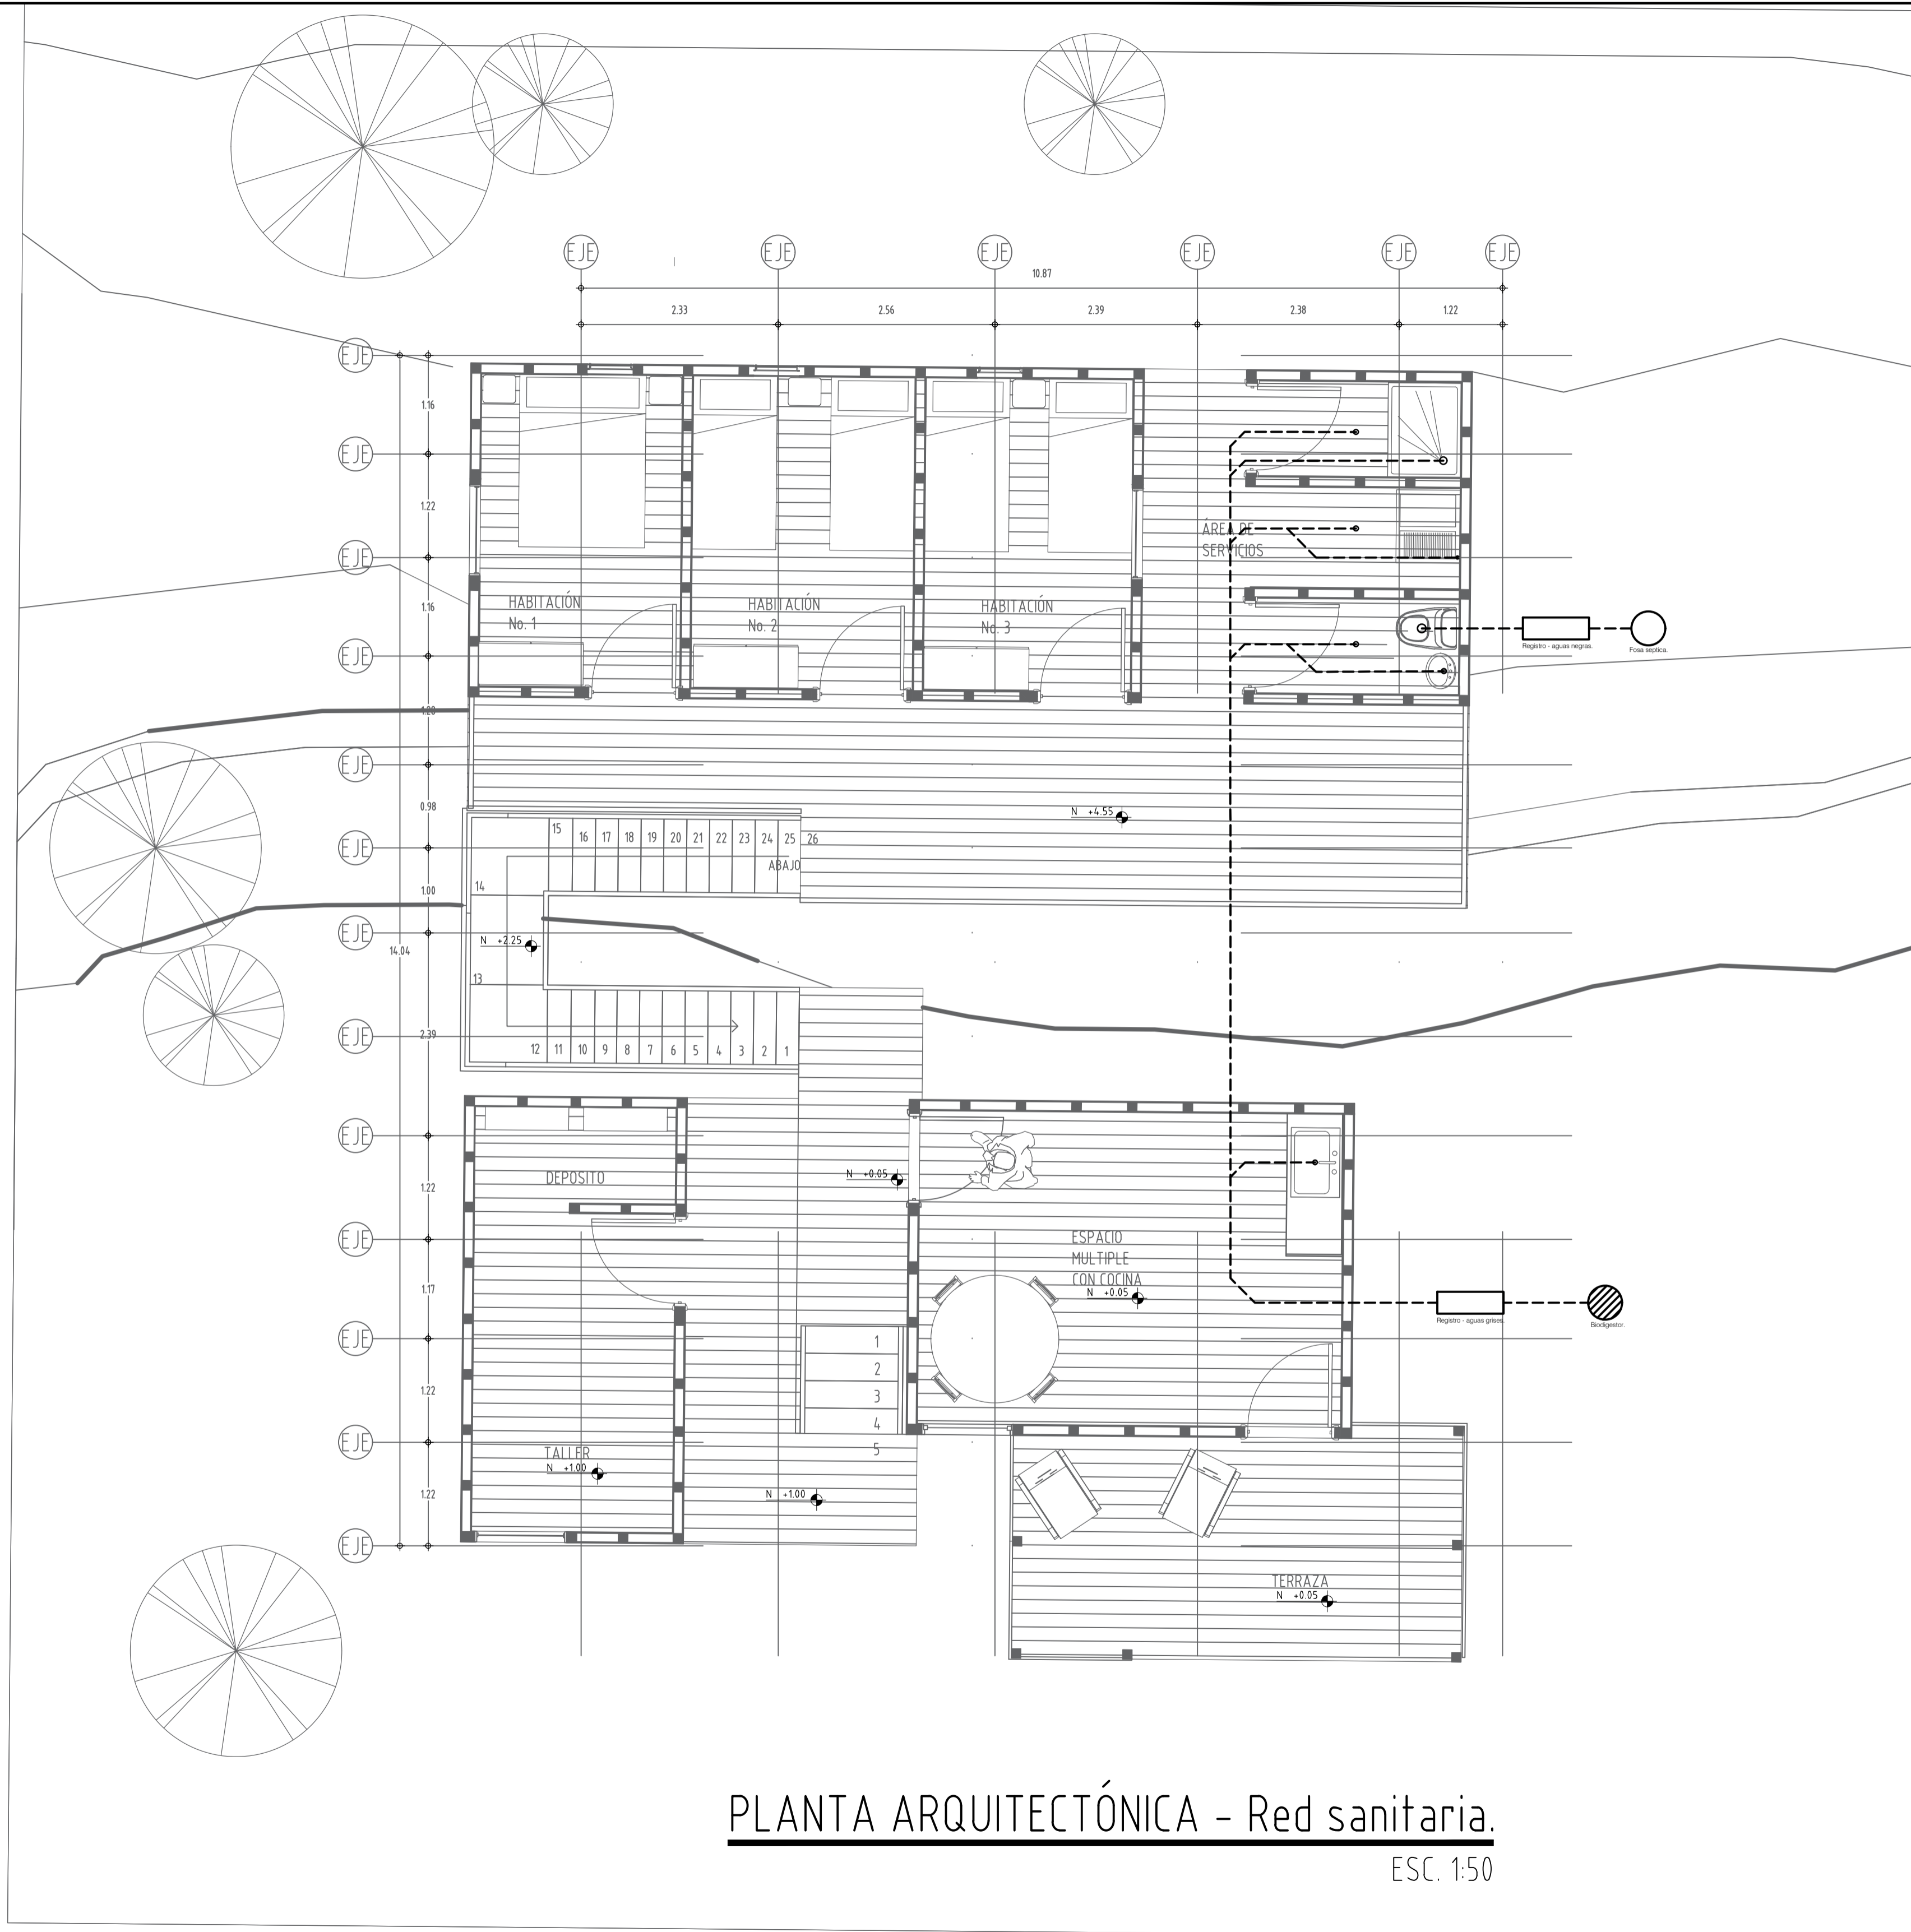 EJE EJE EJE EJE EJE EJE
10.87
2.33 2.56 2.39 2.38 1.22
EJE
1.16
EJE
1.22
EJE
ÁREA DE
SERVICIOS
1.16
HABITACIÓN
No. 1
HABITACIÓN
No. 2
HABITACIÓN
No. 3
Registro - aguas negras.
Fosa septica.
EJE
1.28
EJE
0.98
N +4.55
15 16 17 18 19 20 21 22 23 24 25 26
ABAJO
EJE
1.00
14
EJE
14.04
N +2.25
13
EJE
2.39
12 11 10 9 8 7 6 5 4 3 2 1
EJE
1.22
DEPOSITO
N +0.05
EJE
ESPACIO
MULTIPLE
CON COCINA
N +0.05
1.17
Registro - aguas grises.
Biodigestor.
EJE
1
2
3
4
5
1.22
EJE
TALLER
N +1.00
1.22
N +1.00
EJE
TERRAZA
N +0.05
PLANTA ARQUITECTÓNICA - Red sanitaria.
ESC. 1:50